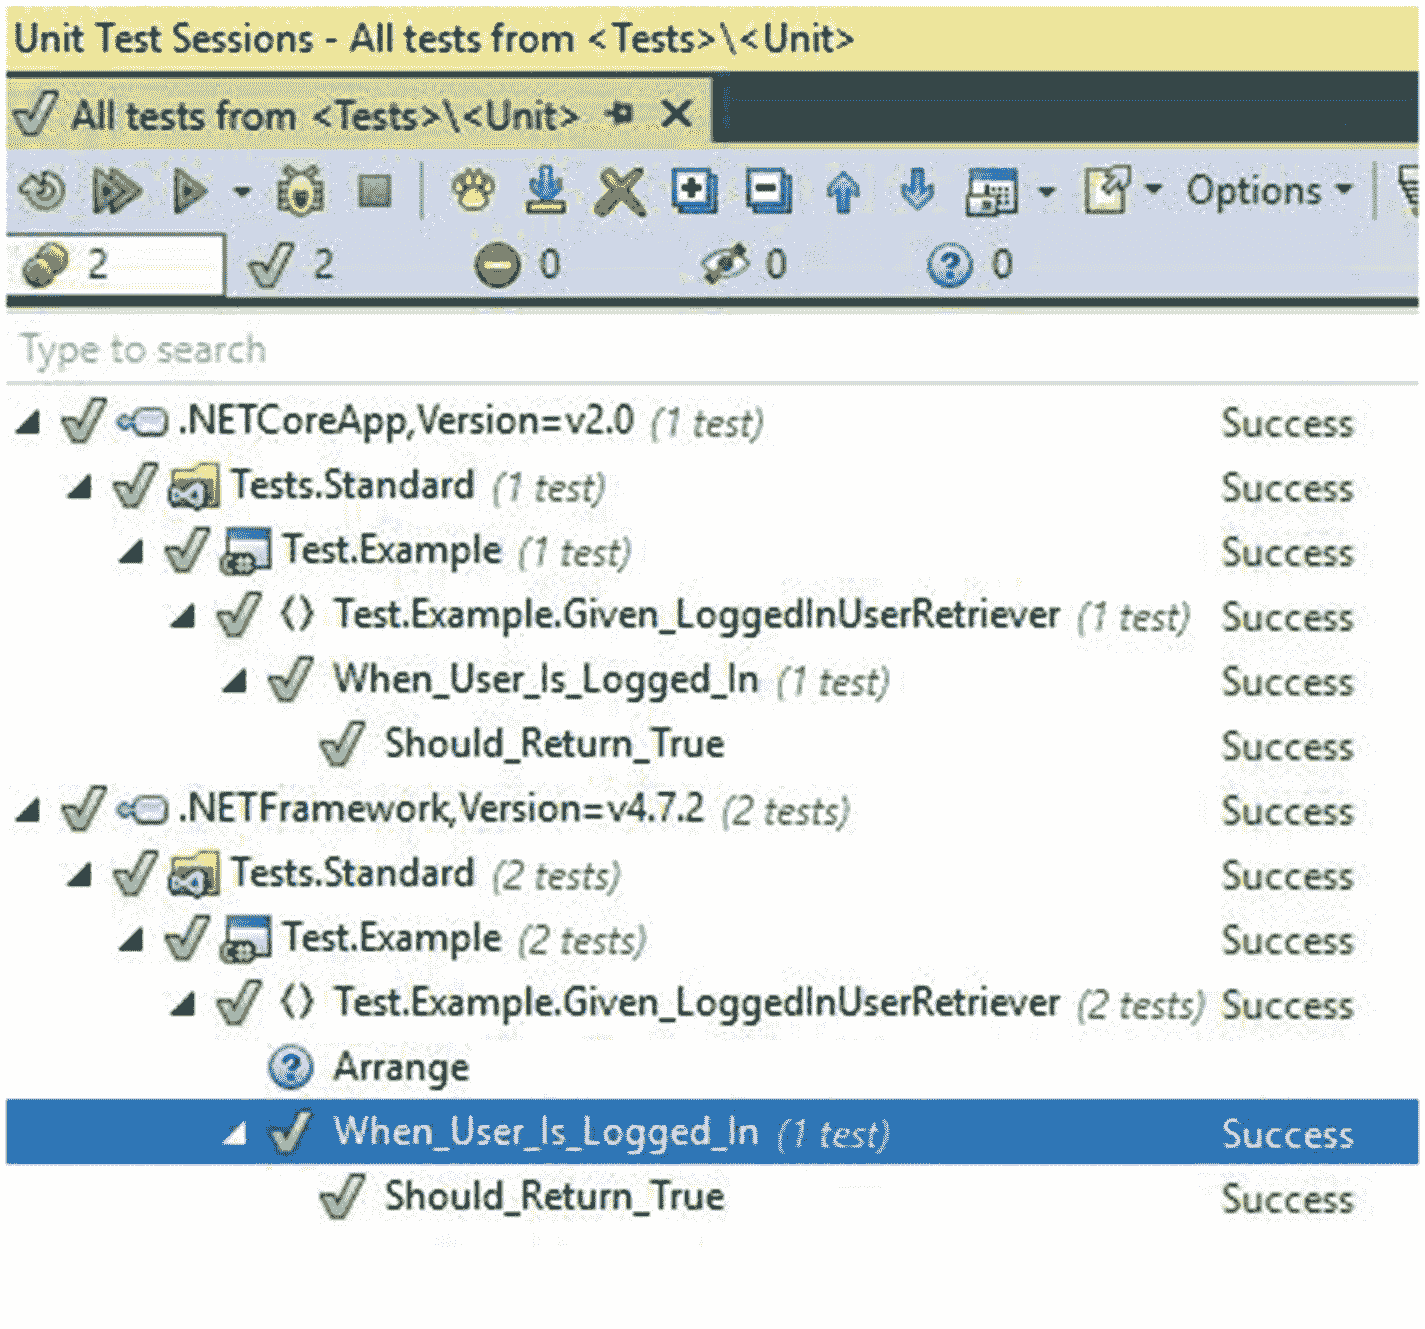 Unit Test Sessions - All tests from <Tests>\<Unit>
All tests from <Tests>\<Unit>
Options
2 2 0 0 0
Type to search
.NETCoreApp,Version=v2.0 (1 test) Success
Tests.Standard (1 test) Success
Test.Example (1 test) Success
Test.Example.Given_LoggedInUserRetriever (1 test) Success
When_User_Is_Logged_In (1 test) Success
Should_Return_True Success
.NETFramework,Version=v4.7.2 (2 tests) Success
Tests.Standard (2 tests) Success
Test.Example (2 tests) Success
Test.Example.Given_LoggedInUserRetriever (2 tests) Success
Arrange
When_User_Is_Logged_In (1 test) Success
Should_Return_True Success